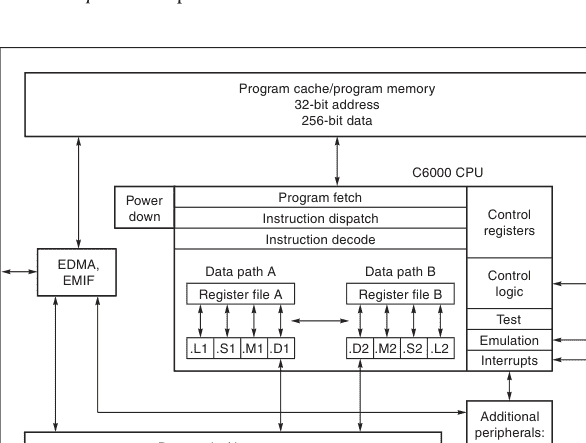 Program cache/program memory
32-bit address
256-bit data
C6000 CPU
Power
down
Program fetch
Instruction dispatch
Instruction decode
Control
registers
EDMA,
EMIF
Data path A
Data path B
Register file A
Register file B
Control
logic
.L1 .S1 .M1 .D1
.D2 .M2 .S2 .L2
Test
Emulation
Interrupts
Additional
peripherals: